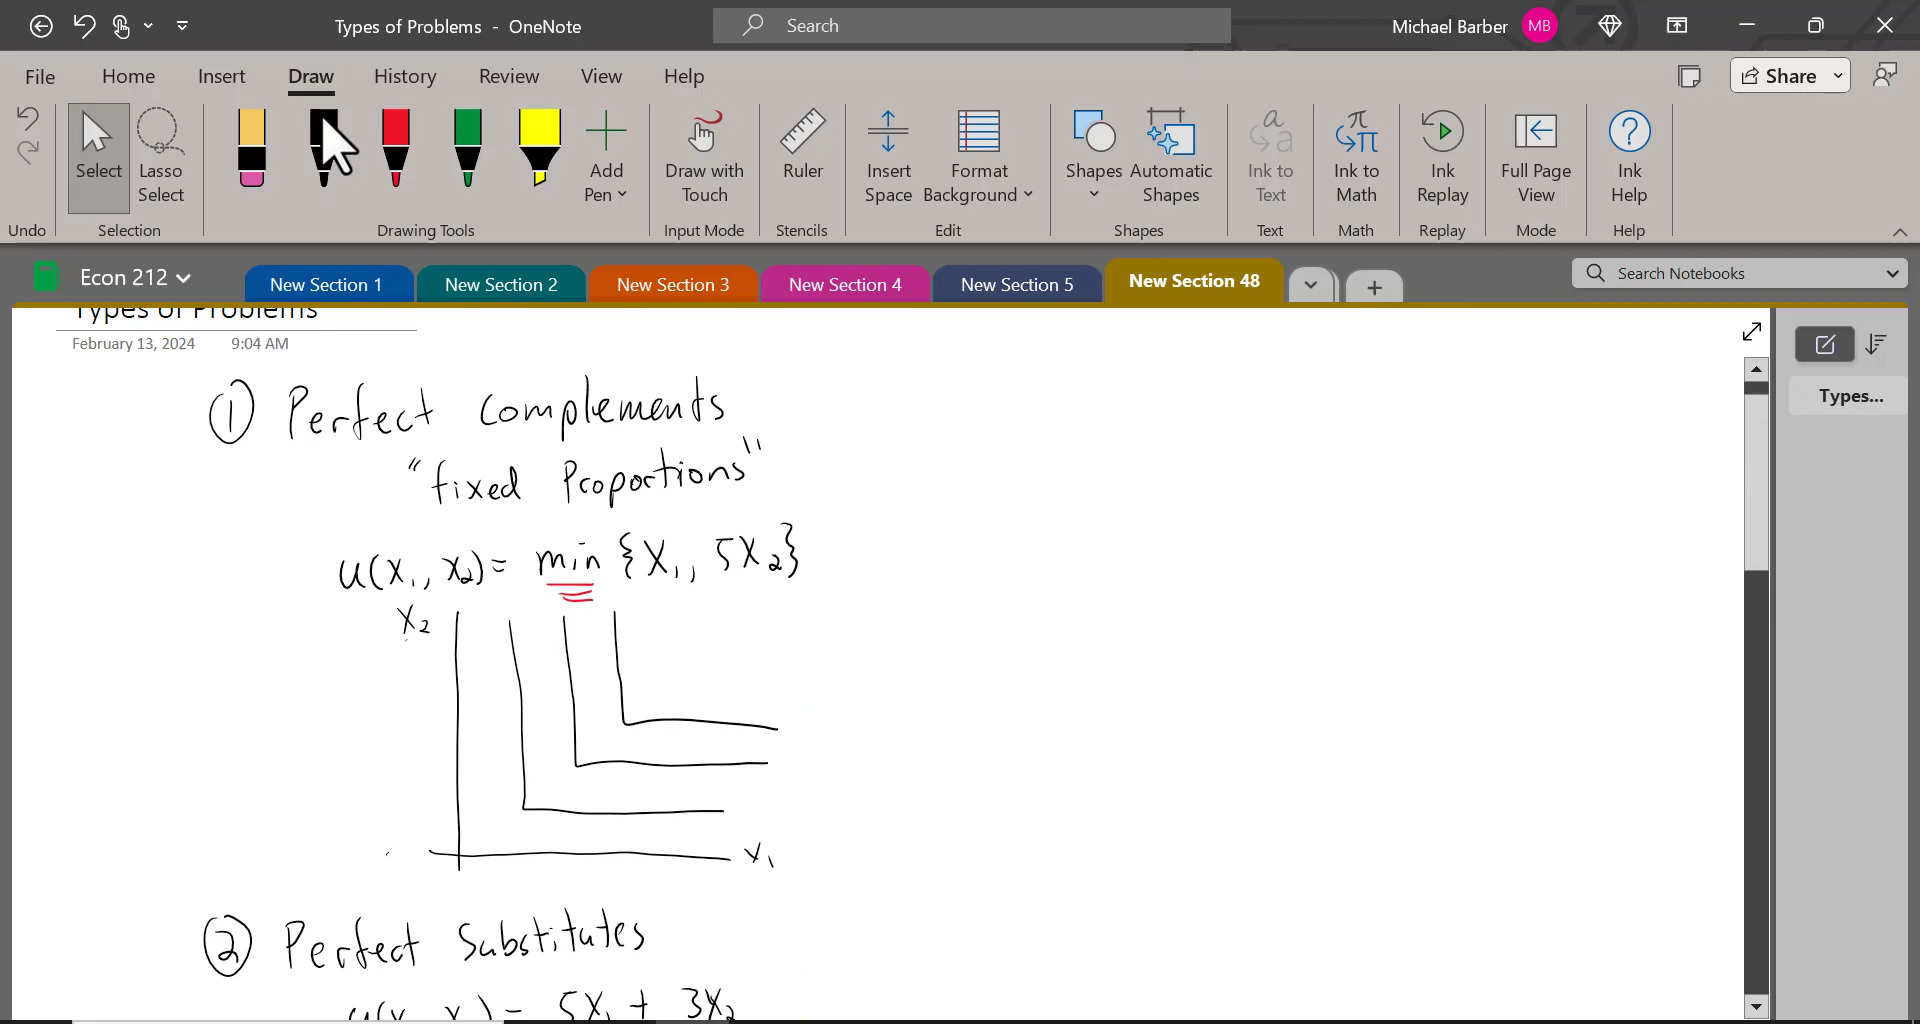 Types of Problems - OneNote
Search
Michael Barber
MB
File
Home
Insert
Draw
History
Review
View
Help
Share
Select
Lasso
Select
Add
Pen
Draw with
Touch
Ruler
Insert
Space
Format
Background
Shapes
Automatic
Shapes
Ink to
Text
Ink to
Math
Ink
Replay
Full Page
View
Ink
Help
Undo
Selection
Drawing Tools
Input Mode
Stencils
Edit
Shapes
Text
Math
Replay
Mode
Help
Econ 212
New Section 1
New Section 2
New Section 3
New Section 4
New Section 5
New Section 48
Search Notebooks
Types of Problems
February 13, 2024 9:04 AM
Types...
① Perfect Complements
"fixed Proportions"
u(x₁, x₂) = min {x₁, 5x₂}
x₂
x₁
② Perfect Substitutes
u(x x ) = 5x₁ + 3x₂